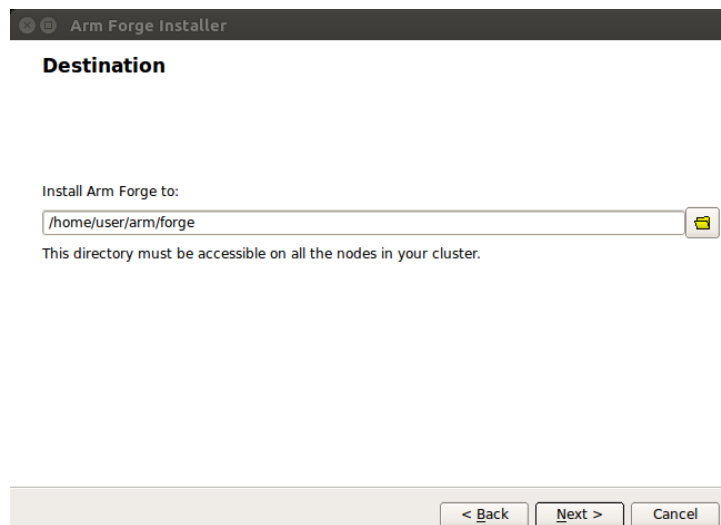 Arm Forge Installer
Destination
Install Arm Forge to:
/home/user/arm/forge
This directory must be accessible on all the nodes in your cluster.
< Back Next > Cancel